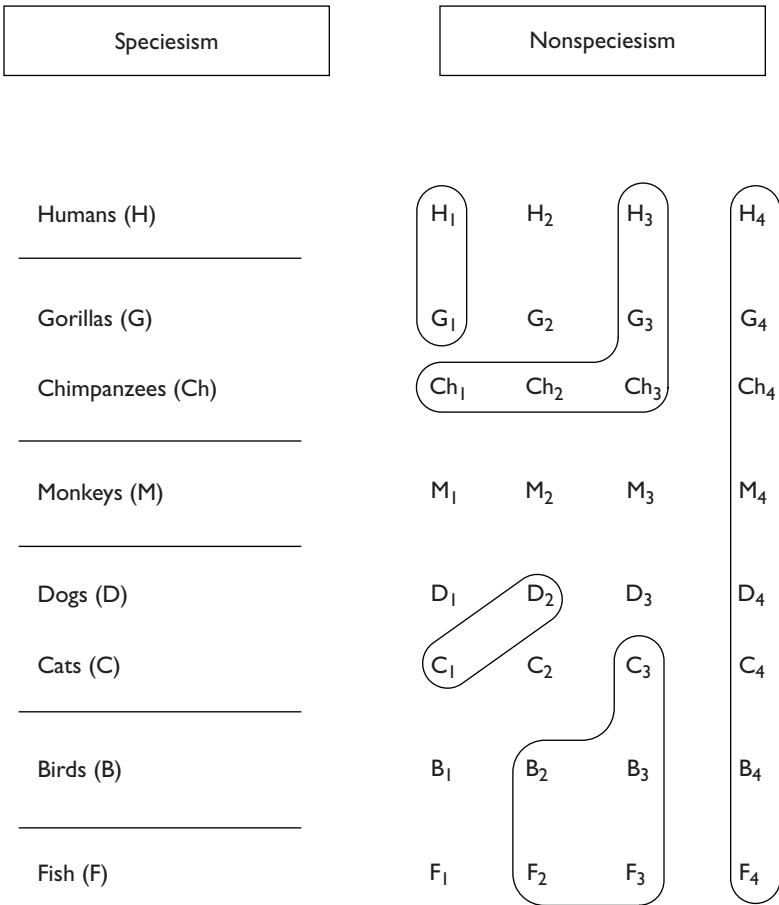 Speciesism Nonspeciesism
Humans (H) H₁ H₂ H₃ H₄
Gorillas (G) G₁ G₂ G₃ G₄
Chimpanzees (Ch) Ch₁ Ch₂ Ch₃ Ch₄
Monkeys (M) M₁ M₂ M₃ M₄
Dogs (D) D₁ D₂ D₃ D₄
Cats (C) C₁ C₂ C₃ C₄
Birds (B) B₁ B₂ B₃ B₄
Fish (F) F₁ F₂ F₃ F₄